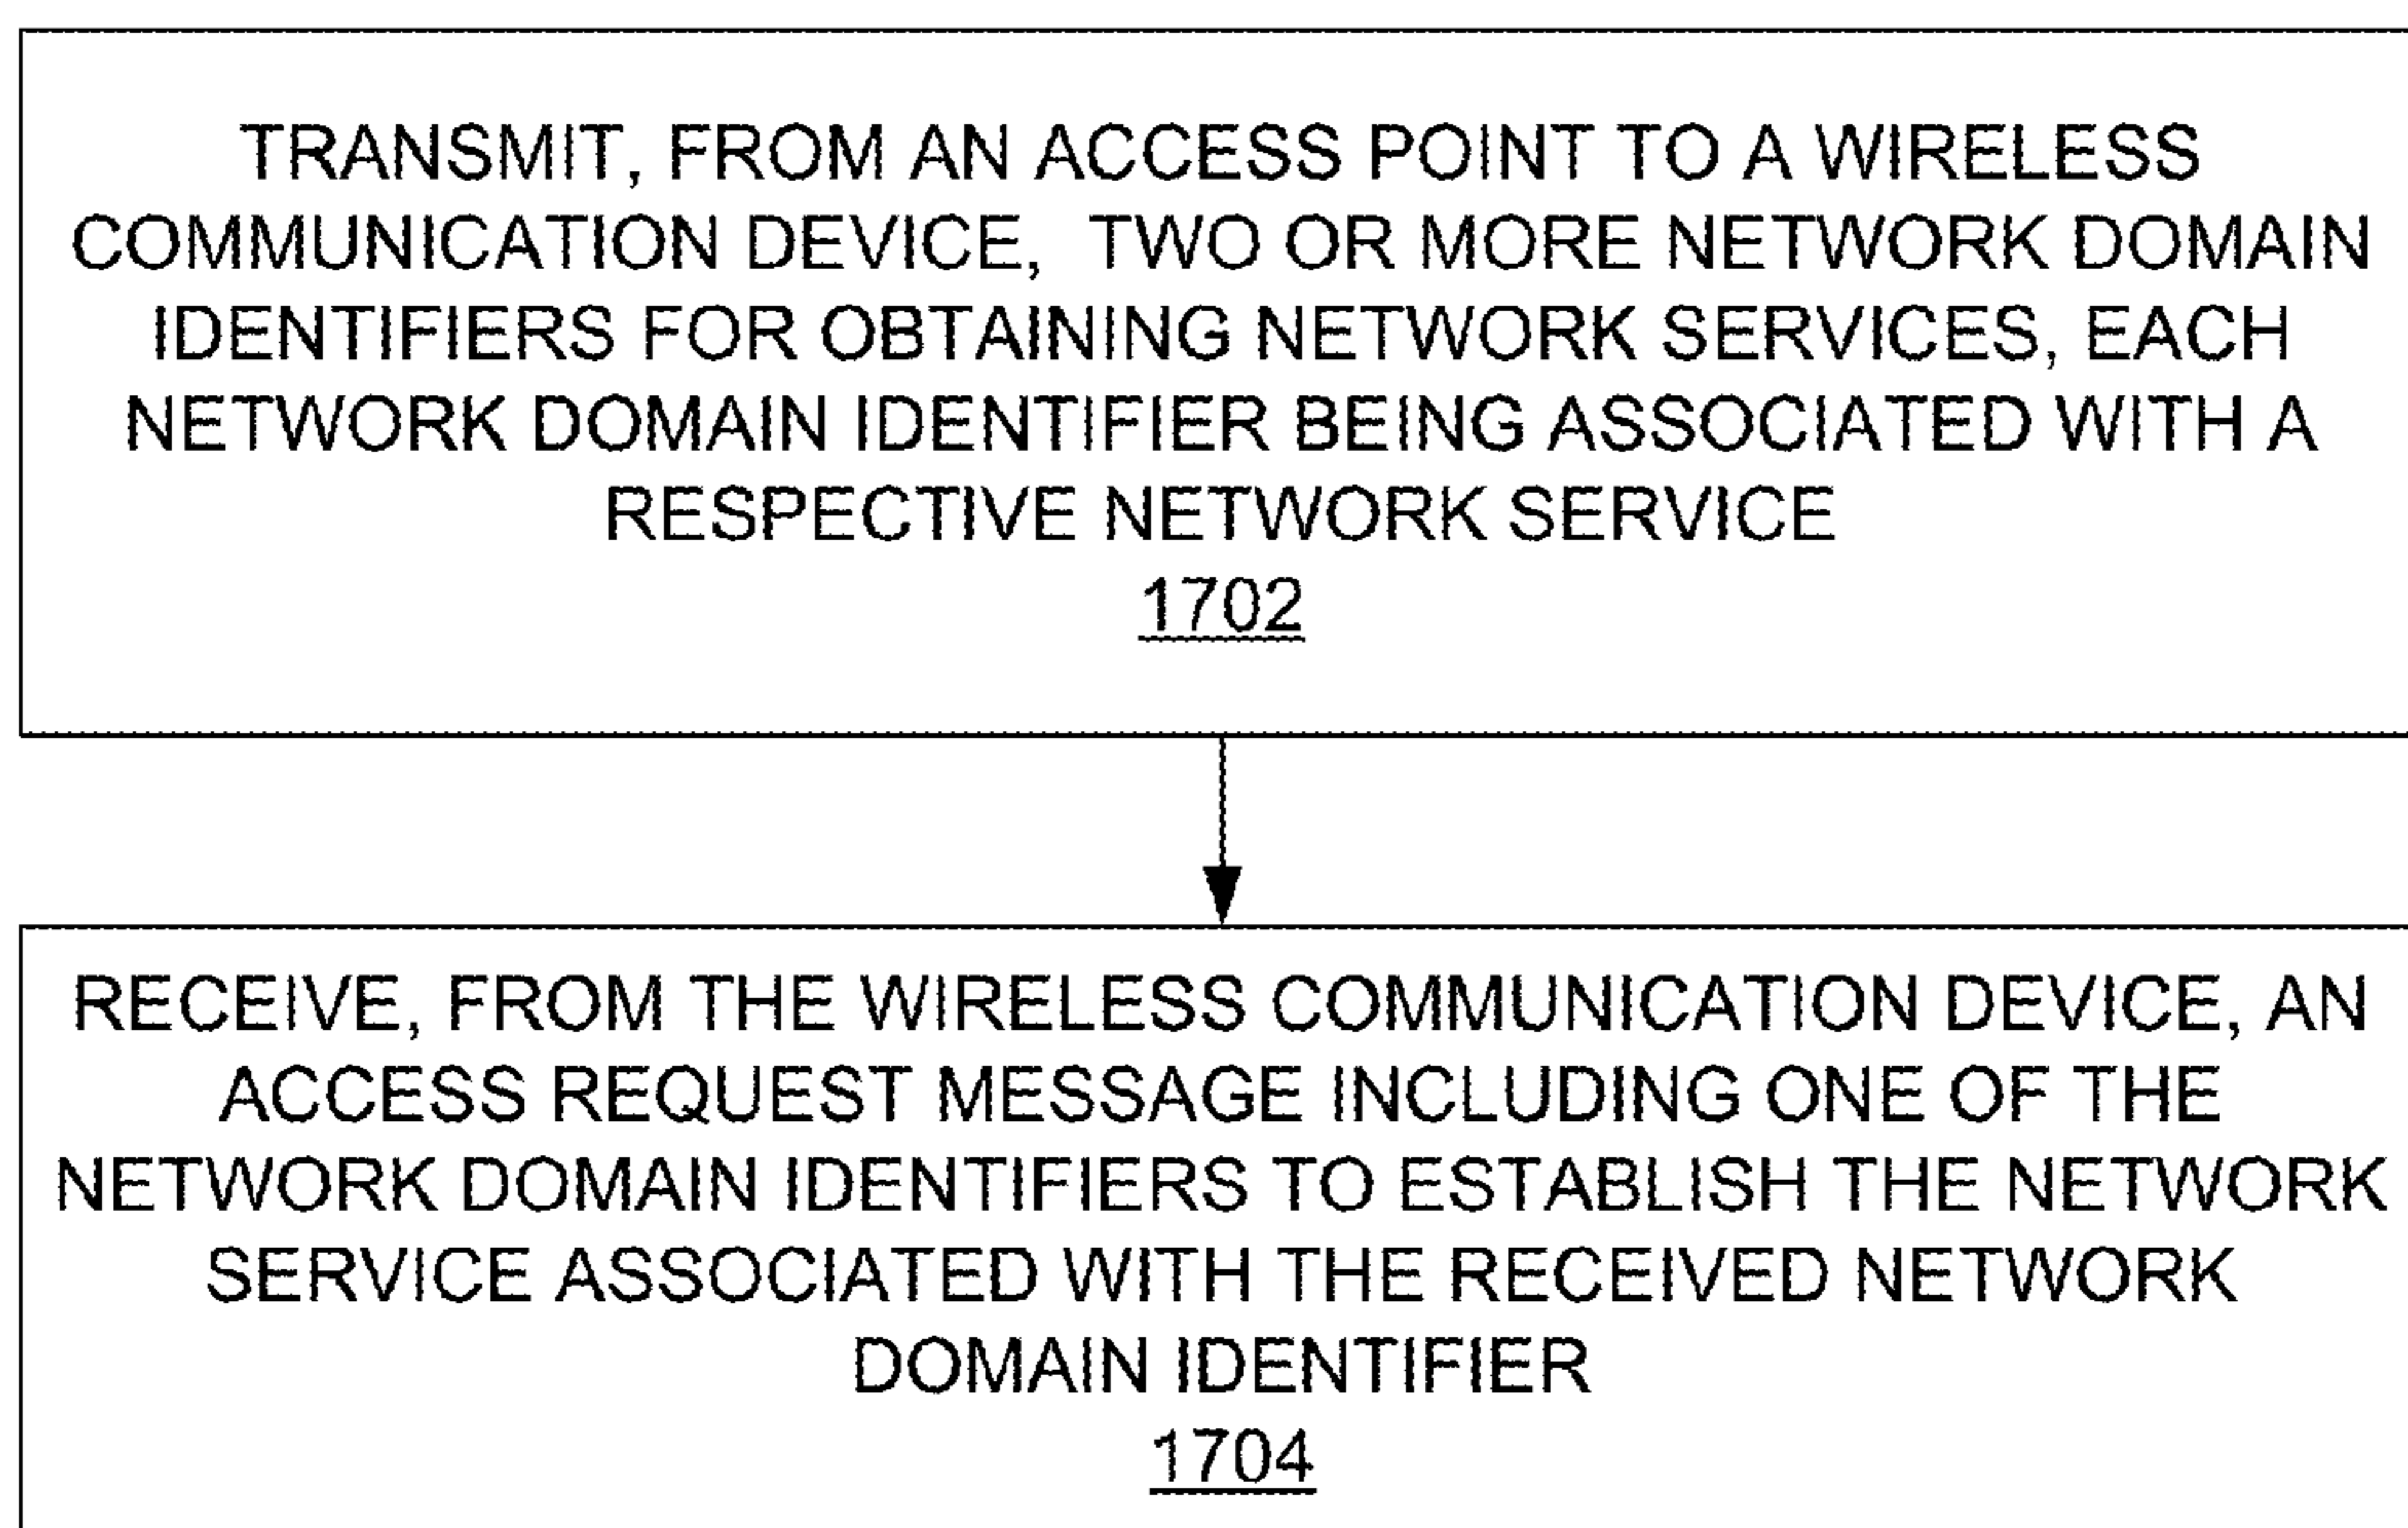 TRANSMIT, FROM AN ACCESS POINT TO A WIRELESS
COMMUNICATION DEVICE, TWO OR MORE NETWORK DOMAIN
IDENTIFIERS FOR OBTAINING NETWORK SERVICES, EACH
NETWORK DOMAIN IDENTIFIER BEING ASSOCIATED WITH A
RESPECTIVE NETWORK SERVICE
1702
RECEIVE, FROM THE WIRELESS COMMUNICATION DEVICE, AN
ACCESS REQUEST MESSAGE INCLUDING ONE OF THE
NETWORK DOMAIN IDENTIFIERS TO ESTABLISH THE NETWORK
SERVICE ASSOCIATED WITH THE RECEIVED NETWORK
DOMAIN IDENTIFIER
1704